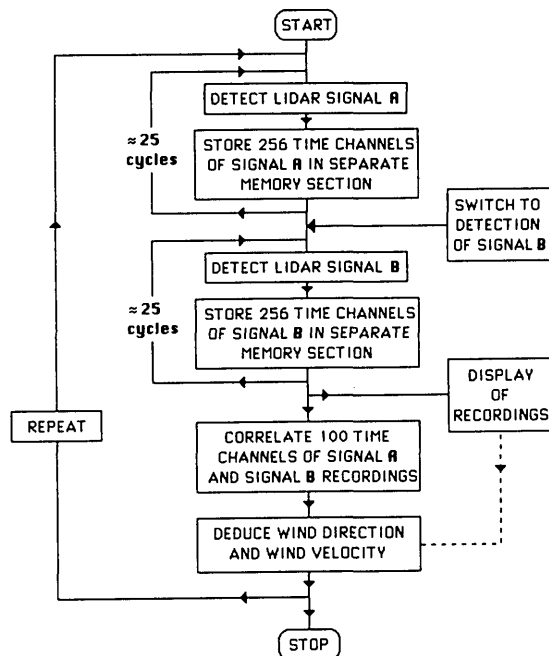 START
DETECT LIDAR SIGNAL A
≈25
cycles
STORE 256 TIME CHANNELS
OF SIGNAL A IN SEPARATE
MEMORY SECTION
SWITCH TO
DETECTION
OF SIGNAL B
DETECT LIDAR SIGNAL B
≈25
cycles
STORE 256 TIME CHANNELS
OF SIGNAL B IN SEPARATE
MEMORY SECTION
DISPLAY
OF
RECORDINGS
REPEAT
CORRELATE 100 TIME
CHANNELS OF SIGNAL A
AND SIGNAL B RECORDINGS
DEDUCE WIND DIRECTION
AND WIND VELOCITY
STOP